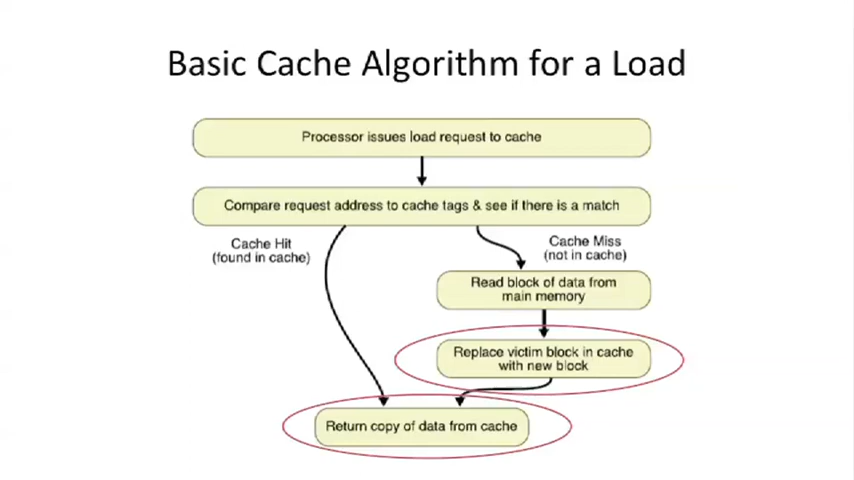 Basic Cache Algorithm for a Load
Processor issues load request to cache
Compare request address to cache tags & see if there is a match
Cache Hit
(found in cache)
Cache Miss
(not in cache)
Read block of data from
main memory
Replace victim block in cache
with new block
Return copy of data from cache